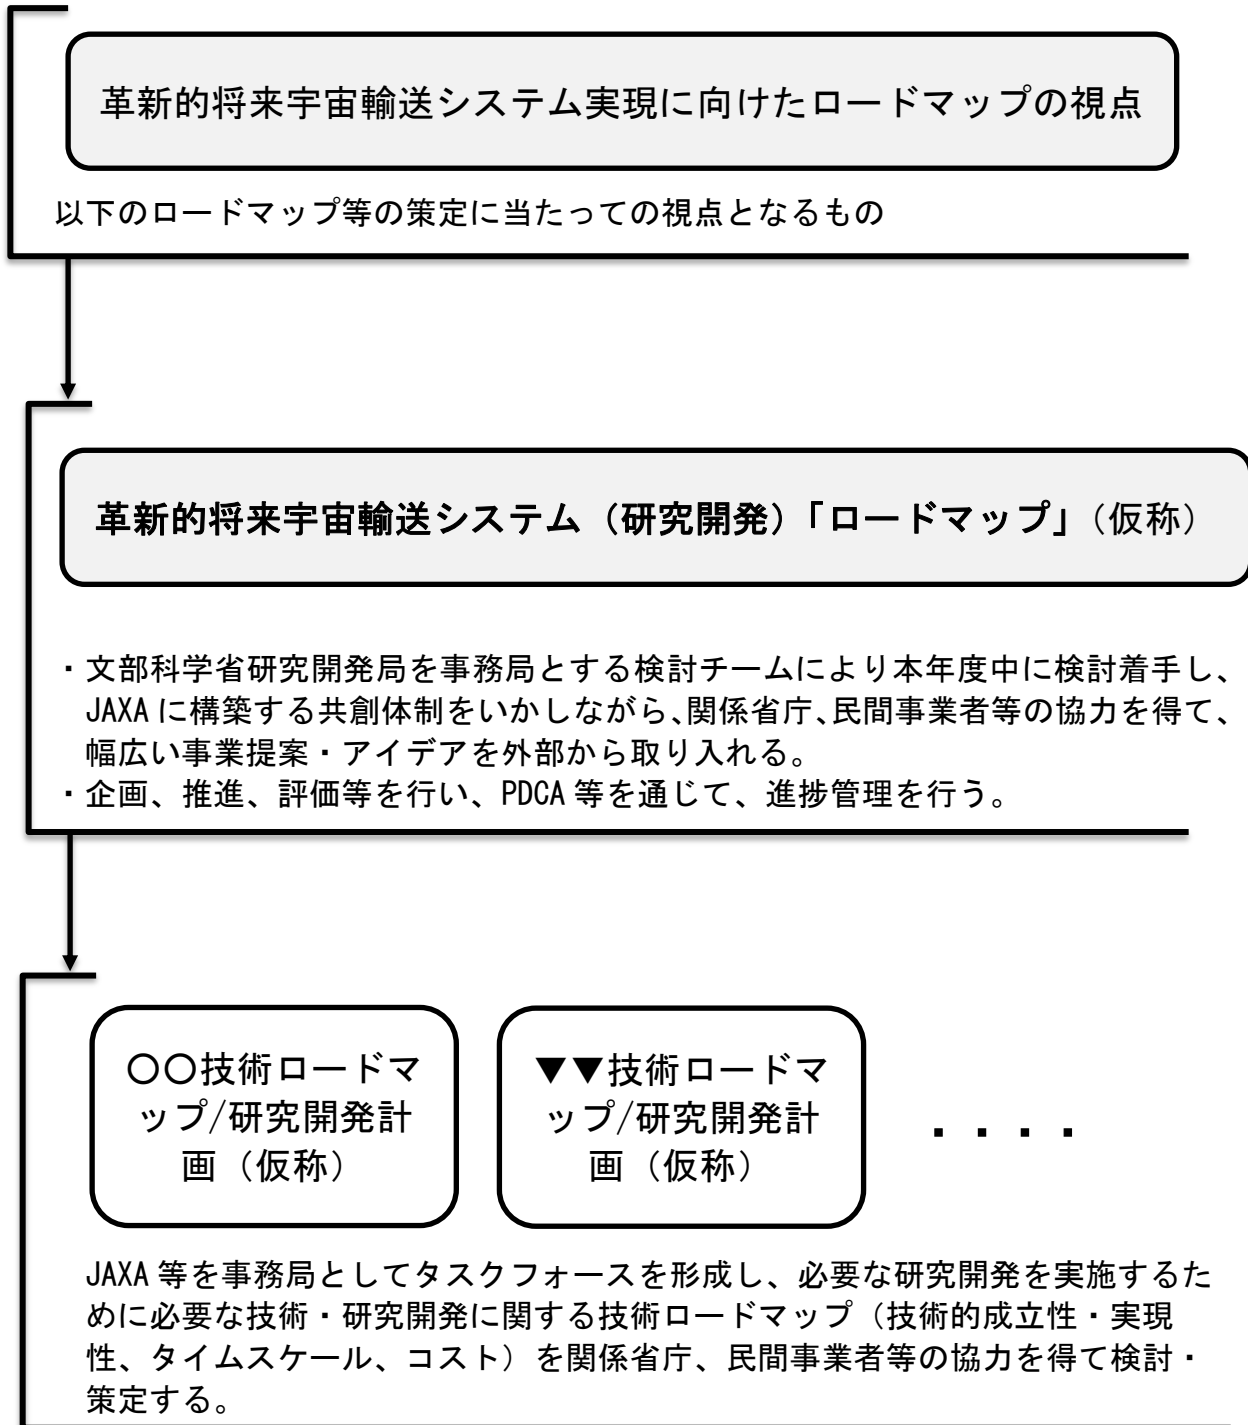 革新的将来宇宙輸送システム実現に向けたロードマップの視点
以下のロードマップ等の策定に当たっての視点となるもの
革新的将来宇宙輸送システム（研究開発）「ロードマップ」（仮称）
・文部科学省研究開発局を事務局とする検討チームにより本年度中に検討着手し、
JAXAに構築する共創体制をいかしながら、関係省庁、民間事業者等の協力を得て、
幅広い事業提案・アイデアを外部から取り入れる。
・企画、推進、評価等を行い、PDCA等を通じて、進捗管理を行う。
〇〇技術ロードマ
ップ/研究開発計
画（仮称）
▼▼技術ロードマ
ップ/研究開発計
画（仮称）
・・・・
JAXA等を事務局としてタスクフォースを形成し、必要な研究開発を実施するた
めに必要な技術・研究開発に関する技術ロードマップ（技術的成立性・実現
性、タイムスケール、コスト）を関係省庁、民間事業者等の協力を得て検討・
策定する。